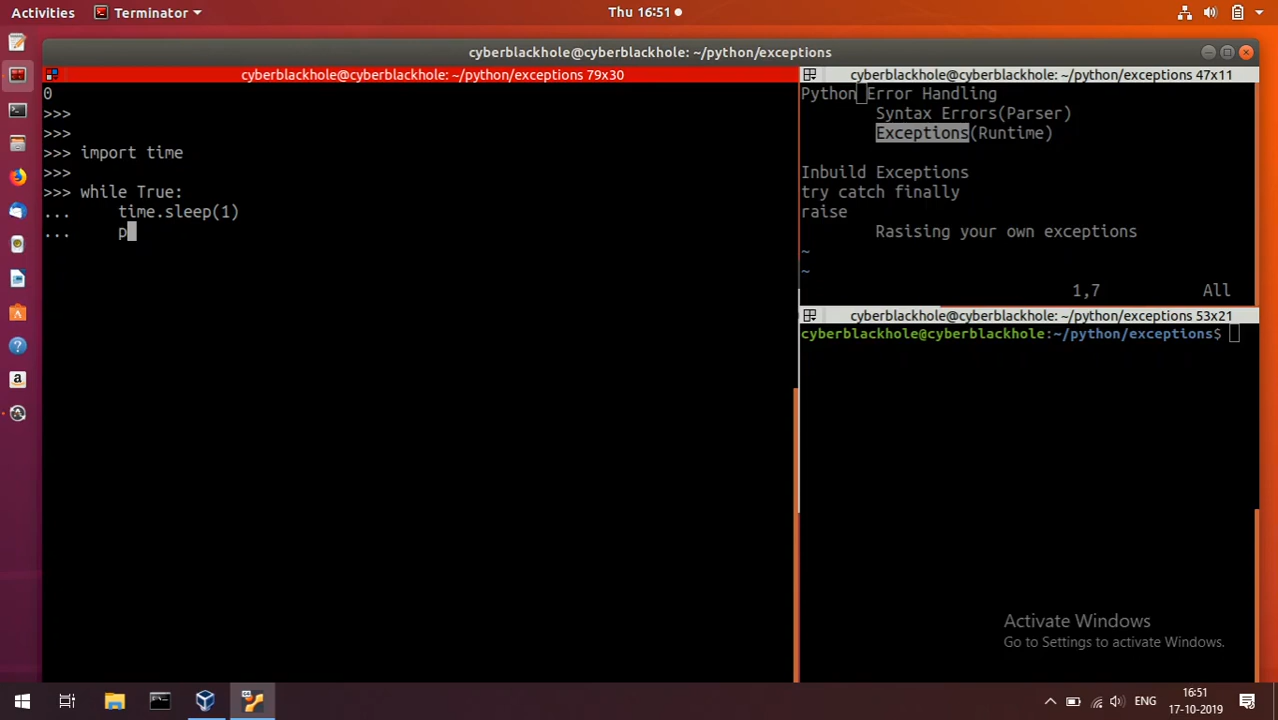 Activities Terminator Thu 16:51
cyberblackhole@cyberblackhole: ~/python/exceptions
cyberblackhole@cyberblackhole: ~/python/exceptions 79x30
0
>>>
>>>
>>> import time
>>>
>>> while True:
... time.sleep(1)
... p
cyberblackhole@cyberblackhole: ~/python/exceptions 47x11
Python Error Handling
Syntax Errors(Parser)
Exceptions(Runtime)
Inbuild Exceptions
try catch finally
raise
Rasising your own exceptions
~
~
1,7 All
cyberblackhole@cyberblackhole: ~/python/exceptions 53x21
cyberblackhole@cyberblackhole:~/python/exceptions$
Activate Windows
Go to Settings to activate Windows.
ENG
16:51
17-10-2019